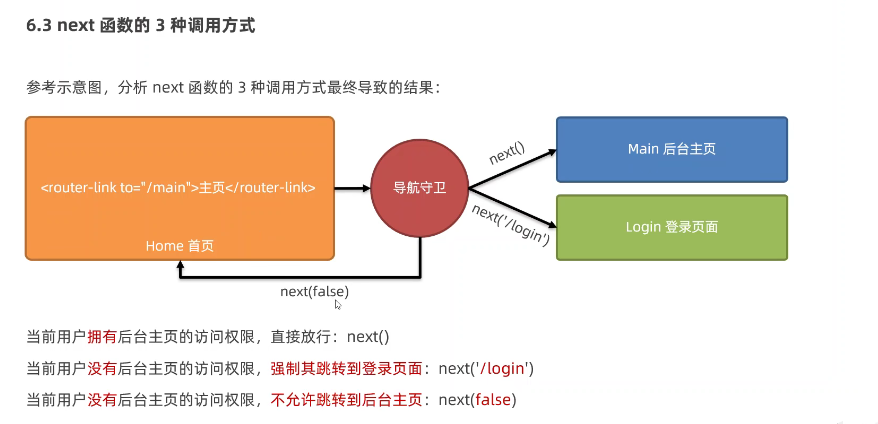 6.3 next 函数的 3 种调用方式
参考示意图，分析 next 函数的 3 种调用方式最终导致的结果：
<router-link to="/main">主页</router-link>
Home 首页
导航守卫
next()
Main 后台主页
next('/login')
Login 登录页面
next(false)
当前用户拥有后台主页的访问权限，直接放行：next()
当前用户没有后台主页的访问权限，强制其跳转到登录页面：next('/login')
当前用户没有后台主页的访问权限，不允许跳转到后台主页：next(false)